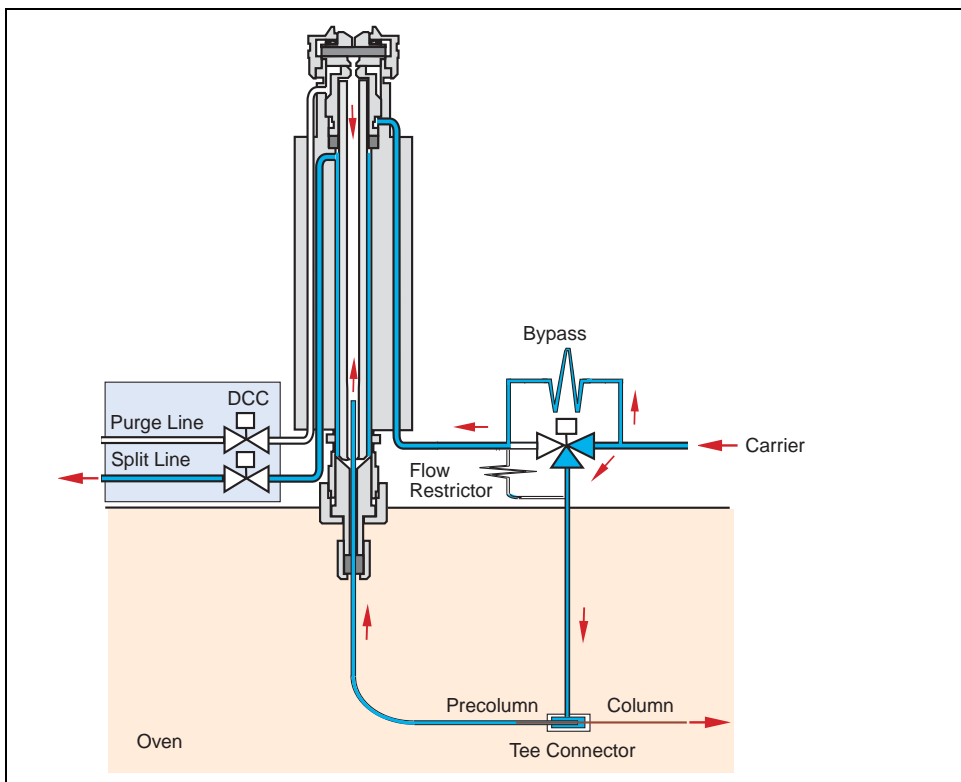 Bypass
DCC
Purge Line
Split Line
Carrier
Flow
Restrictor
Precolumn
Column
Oven
Tee Connector